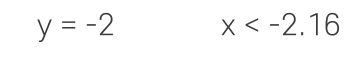 y = -2 x < -2.16